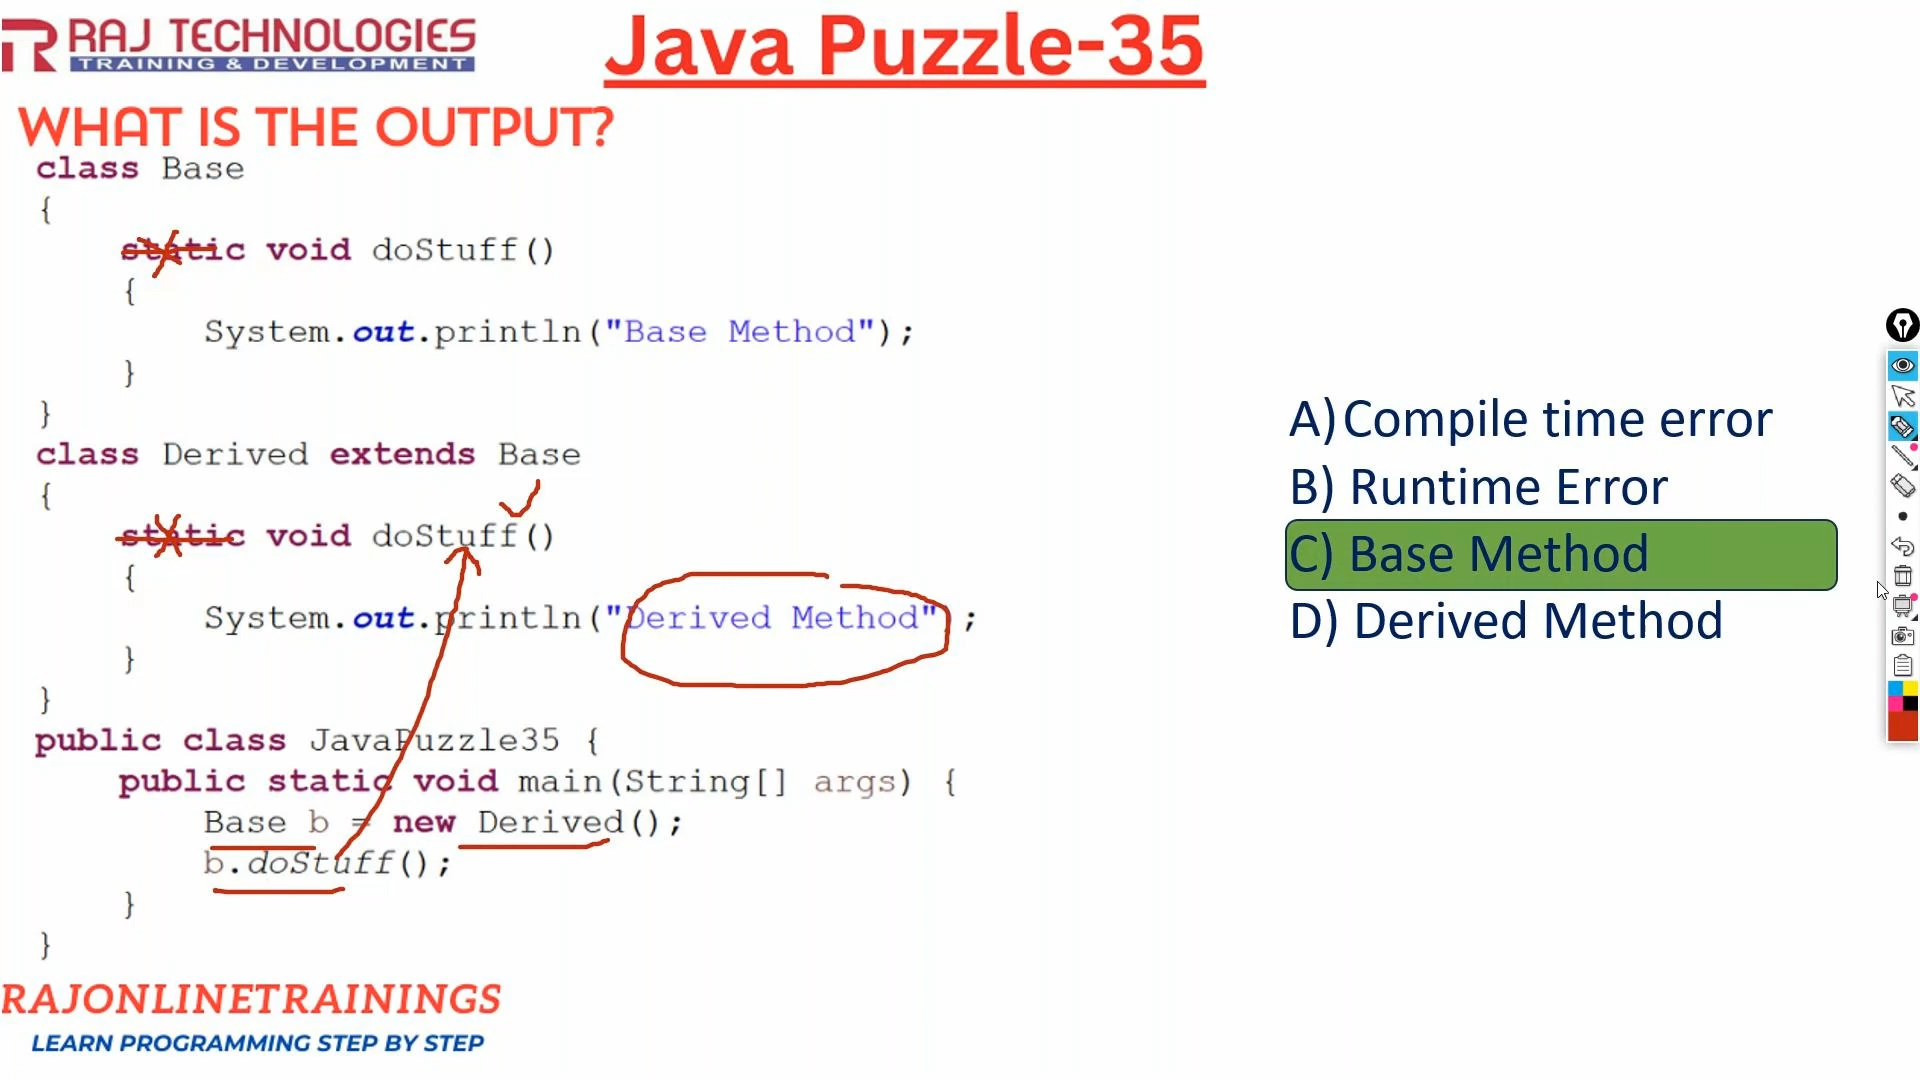 RAJ TECHNOLOGIES
TRAINING & DEVELOPMENT
Java Puzzle-35
WHAT IS THE OUTPUT?
class Base
{
static void doStuff()
{
System.out.println("Base Method");
}
}
class Derived extends Base
{
static void doStuff()
{
System.out.println("Derived Method" ;
}
}
public class JavaPuzzle35 {
public static void main(String[] args) {
Base b = new Derived();
b.doStuff();
}
}
A) Compile time error
B) Runtime Error
C) Base Method
D) Derived Method
RAJONLINETRAININGS
LEARN PROGRAMMING STEP BY STEP